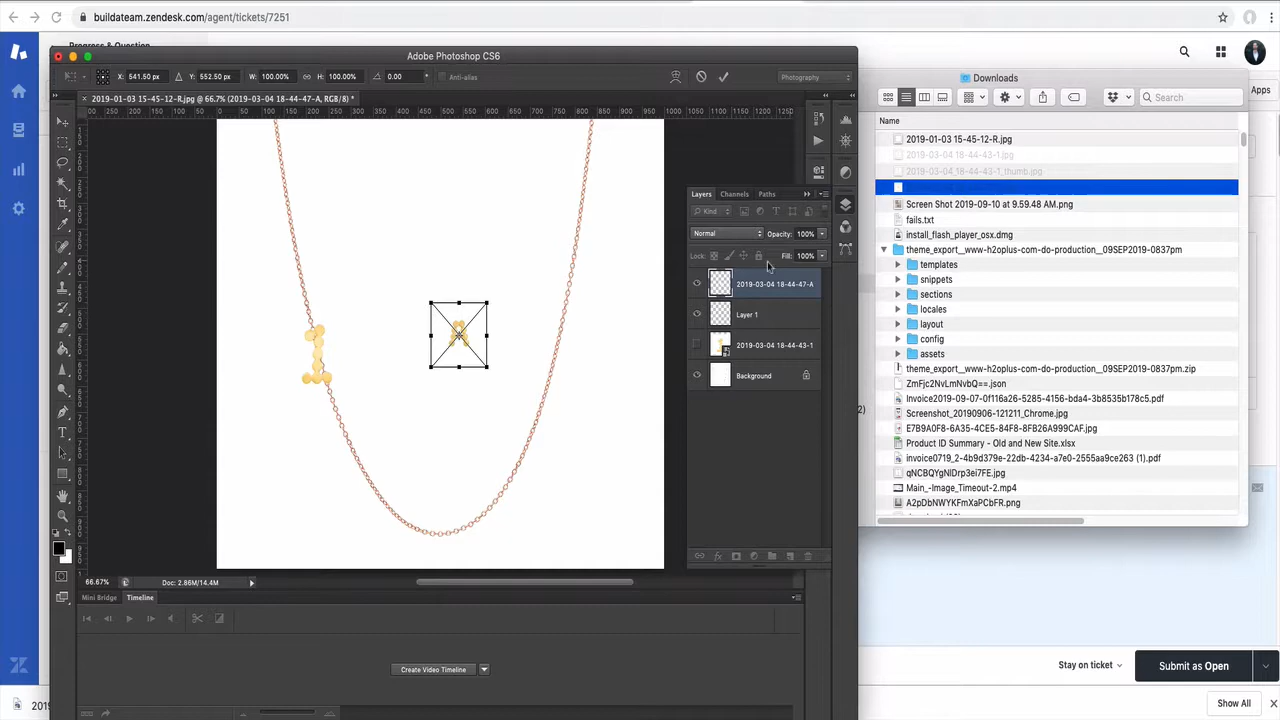 buildateam.zendesk.com/agent/tickets/7251
Progress & Question
Adobe Photoshop CS6
X: 541.50 px Y: 552.50 px W: 100.00% H: 100.00% 0.00 Anti-alias Photography
2019-01-03 15-45-12-R.jpg @ 66.7% (2019-03-04 18-44-47-A, RGB/8) *
Layers Channels Paths
Kind
Normal Opacity: 100%
Lock: Fill: 100%
2019-03-04 18-44-47-A
Layer 1
2019-03-04 18-44-43-1
Background
66.67% Doc: 2.86M/14.4M
Mini Bridge Timeline
Create Video Timeline
Downloads
Search
Apps
Name
2019-01-03 15-45-12-R.jpg
2019-03-04 18-44-43-1.jpg
2019-03-04_18-44-43-1_thumb.jpg
Screen Shot 2019-09-10 at 9.59.48 AM.png
fails.txt
install_flash_player_osx.dmg
theme_export__www-h2oplus-com-do-production__09SEP2019-0837pm
templates
snippets
sections
locales
layout
config
assets
theme_export__www-h2oplus-com-do-production__09SEP2019-0837pm.zip
ZmFjc2NvLmNvbQ==.json
Invoice2019-09-07-0f116a26-5285-4156-bda4-3b8535b178c5.pdf
Screenshot_20190906-121211_Chrome.jpg
E7B9A0F8-6A35-4CE5-84F8-8FB26A999CAF.jpg
Product ID Summary - Old and New Site.xlsx
invoice0719_2-4b9d379e-22db-4234-a7e0-2555aa9ce263 (1).pdf
qNCBQYgNlDrp3ei7FE.jpg
Main_-Image_Timeout-2.mp4
A2pDbNWYKFmXaPCbFR.png
Stay on ticket
Submit as Open
Show All